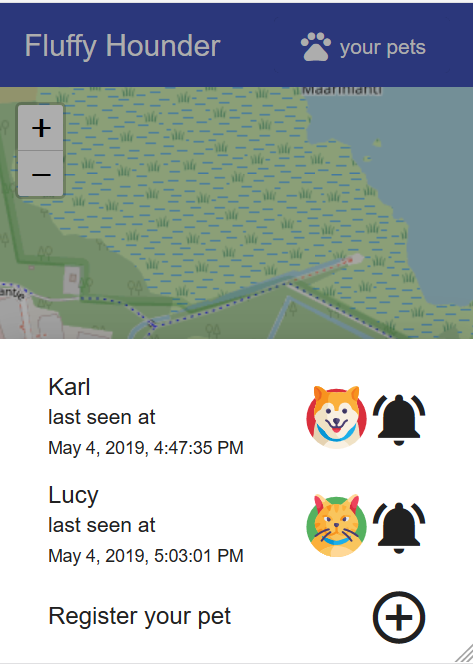 Fluffy Hounder
your pets
Maarinlahti
+
−
Karl
last seen at
May 4, 2019, 4:47:35 PM
Lucy
last seen at
May 4, 2019, 5:03:01 PM
Register your pet